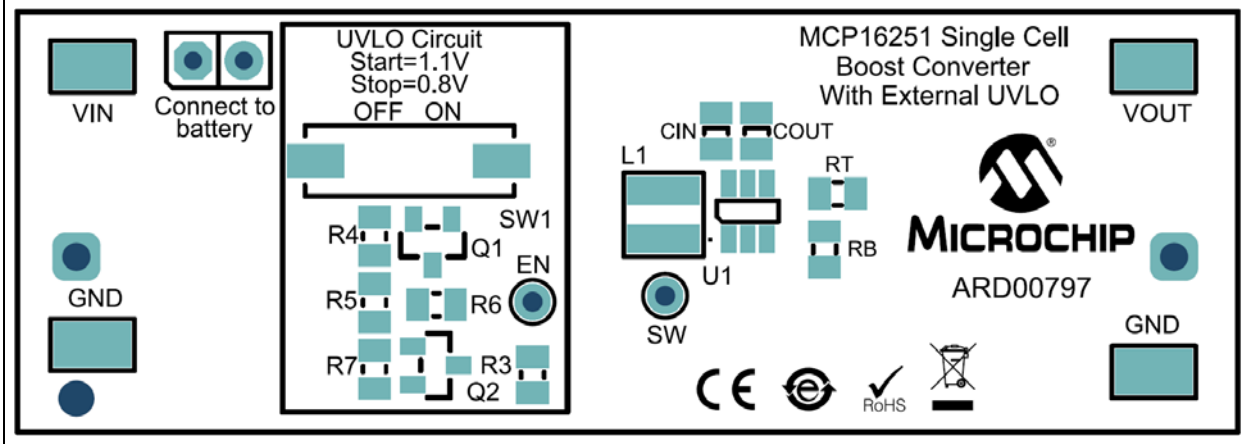 VIN
Connect to
battery
GND
UVLO Circuit
Start=1.1V
Stop=0.8V
OFF ON
SW1
R4
Q1
EN
R5
R6
R7
Q2
R3
MCP16251 Single Cell
Boost Converter
With External UVLO
CIN
COUT
L1
RT
RB
U1
SW
MICROCHIP
®
ARD00797
CE
e
RoHS
VOUT
GND